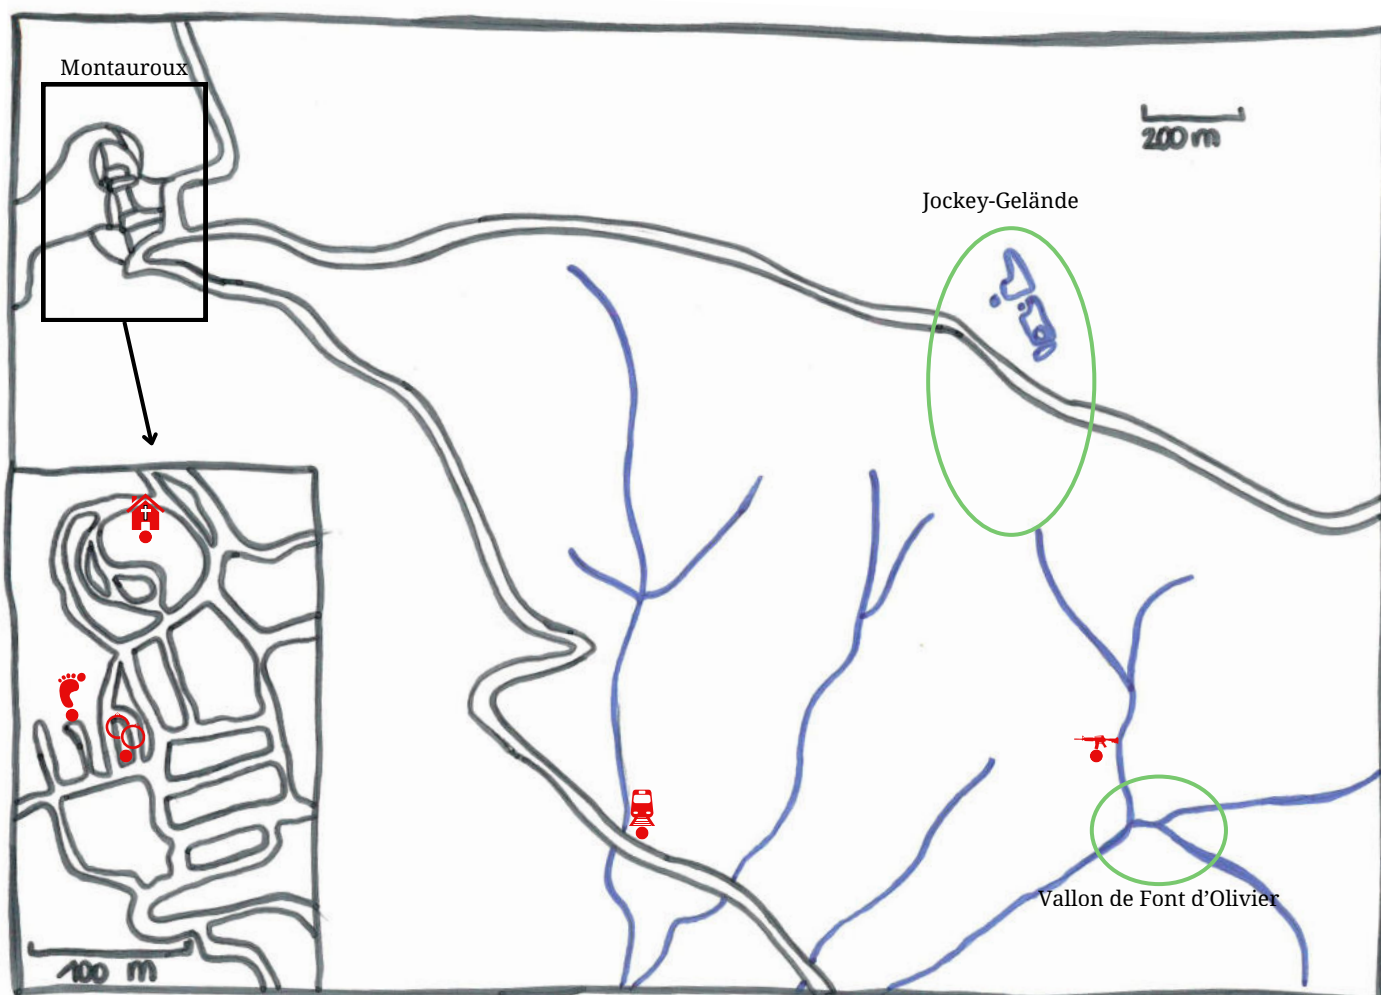 Montauroux
200 m
Jockey-Gelände
Vallon de Font d’Olivier
100 m